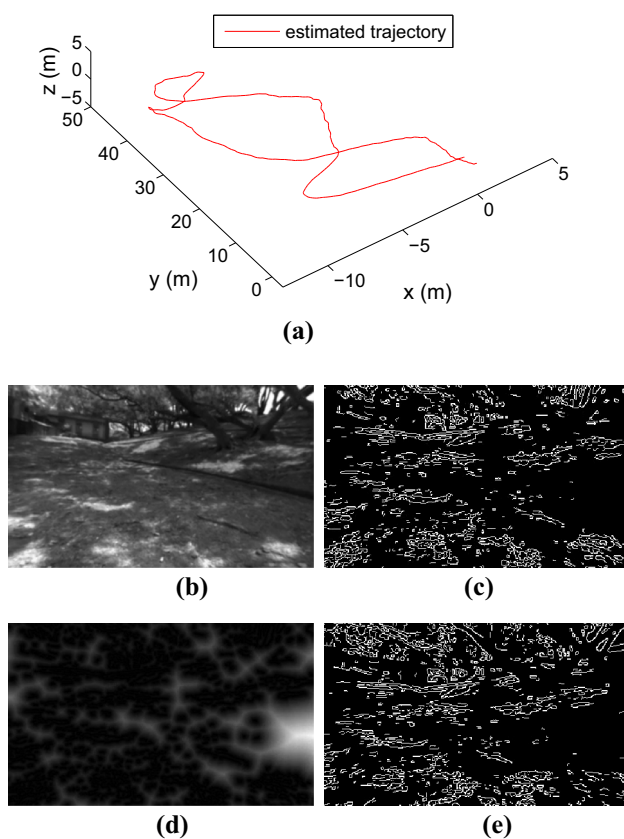 estimated trajectory
z (m)
5
0
−5
50
40
30
20
10
0
y (m)
−10
−5
0
5
x (m)
(a)
(b)
(c)
(d)
(e)